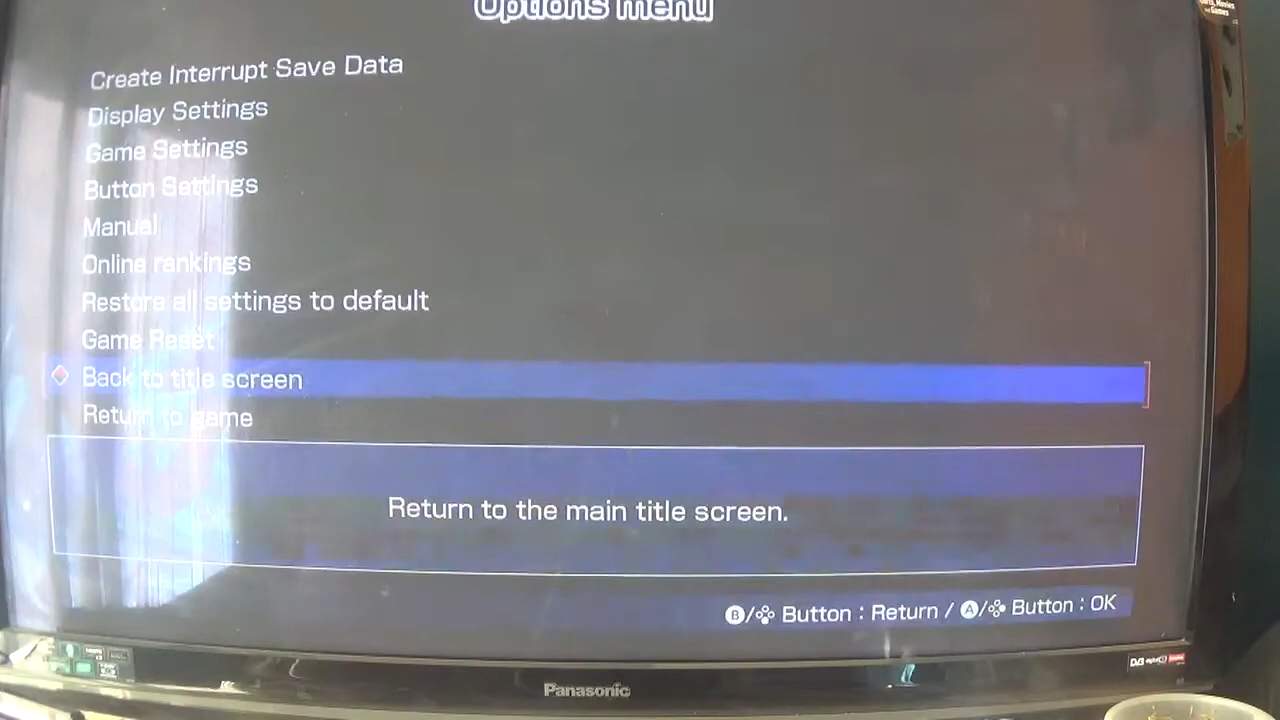 Options menu
Create Interrupt Save Data
Display Settings
Game Settings
Button Settings
Manual
Online rankings
Restore all settings to default
Game Reset
Back to title screen
Return to game
Return to the main title screen.
B/ Button : Return / A/ Button : OK
Panasonic